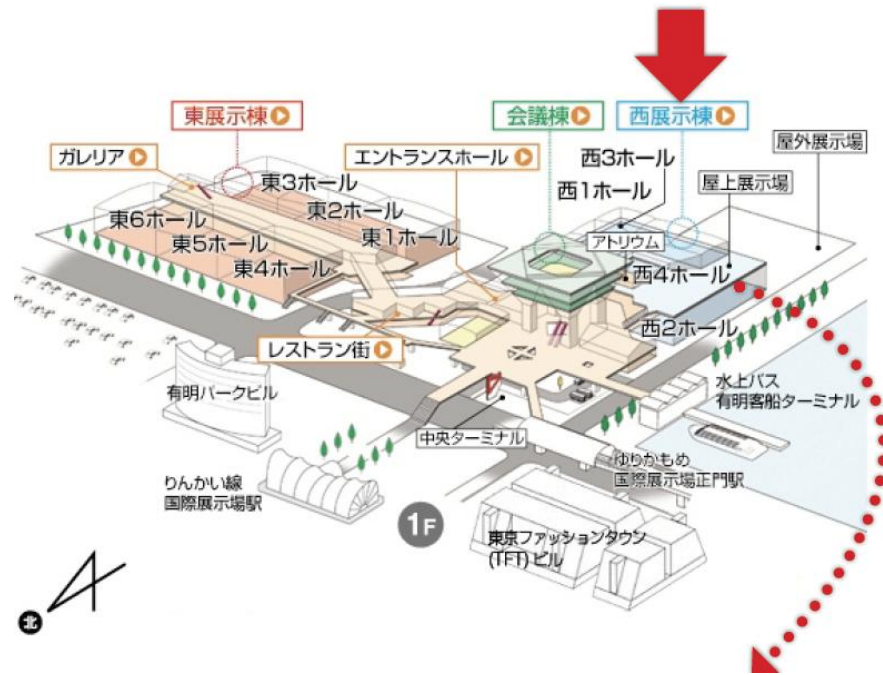 東展示棟
会議棟
西展示棟
ガレリア
エントランスホール
屋外展示場
西3ホール
西1ホール
屋上展示場
東3ホール
東2ホール
東1ホール
東6ホール
東5ホール
東4ホール
アトリウム
西4ホール
西2ホール
レストラン街
有明パークビル
水上バス
有明客船ターミナル
中央ターミナル
ゆりかもめ
国際展示場正門駅
りんかい線
国際展示場駅
1F
東京ファッションタウン
(TFT)ビル
北